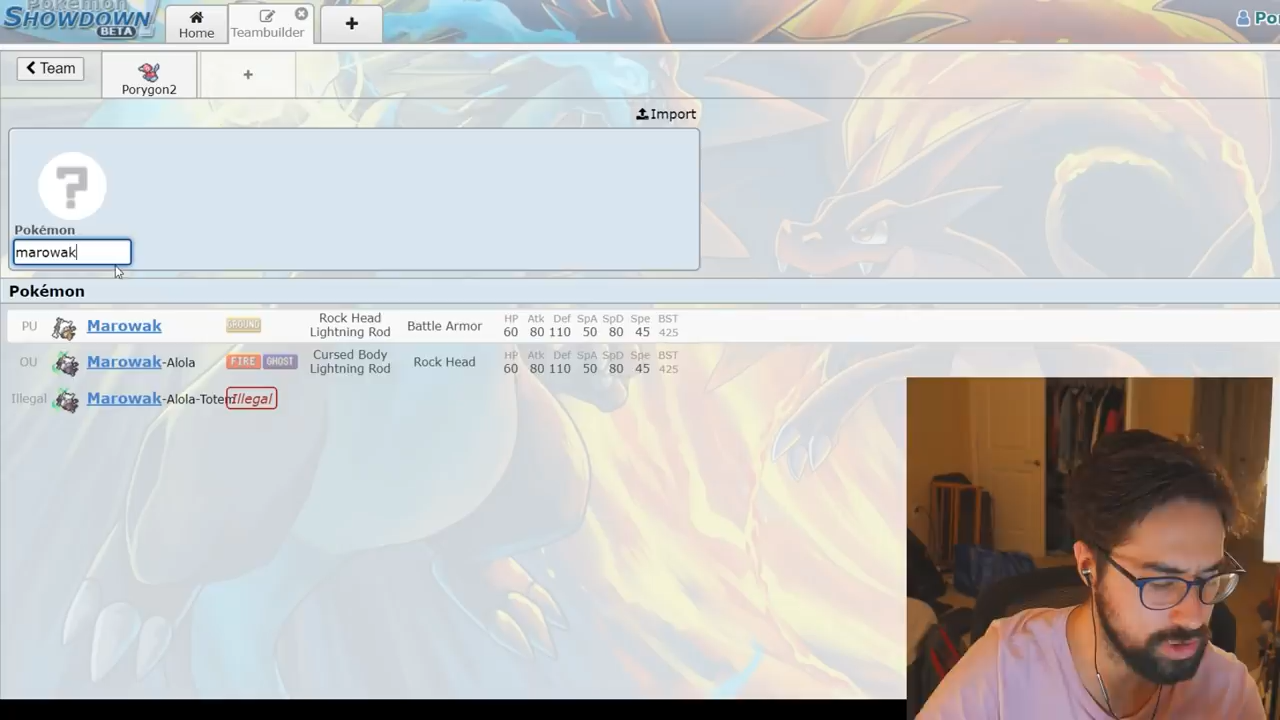 Pokémon
SHOWDOWN
BETA
Home
Teambuilder
+
Po
Team
Porygon2
+
Import
?
Pokémon
marowak
Pokémon
PU Marowak GROUND Rock Head Lightning Rod Battle Armor HP 60 Atk 80 Def 110 SpA 50 SpD 80 Spe 45 BST 425
OU Marowak-Alola FIRE GHOST Cursed Body Lightning Rod Rock Head HP 60 Atk 80 Def 110 SpA 50 SpD 80 Spe 45 BST 425
Illegal Marowak-Alola-Totem Illegal